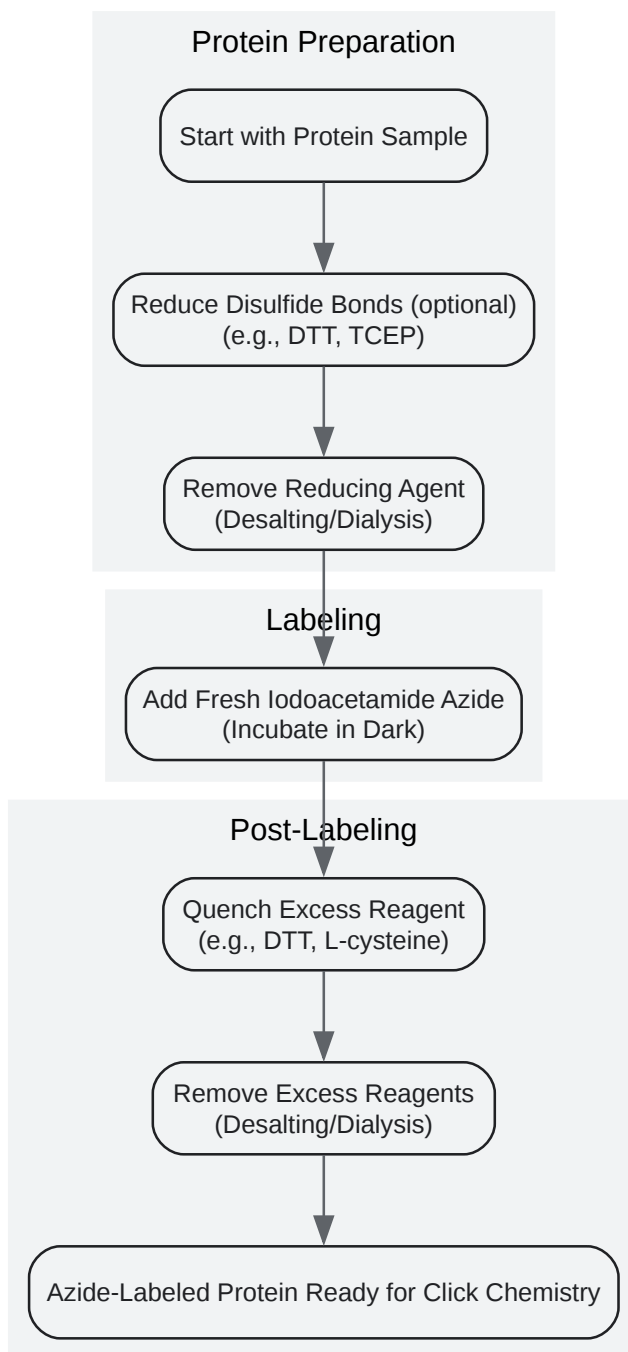 Protein Preparation
Start with Protein Sample
Reduce Disulfide Bonds (optional)
(e.g., DTT, TCEP)
Remove Reducing Agent
(Desalting/Dialysis)
Labeling
Add Fresh Iodoacetamide Azide
(Incubate in Dark)
Post-Labeling
Quench Excess Reagent
(e.g., DTT, L-cysteine)
Remove Excess Reagents
(Desalting/Dialysis)
Azide-Labeled Protein Ready for Click Chemistry